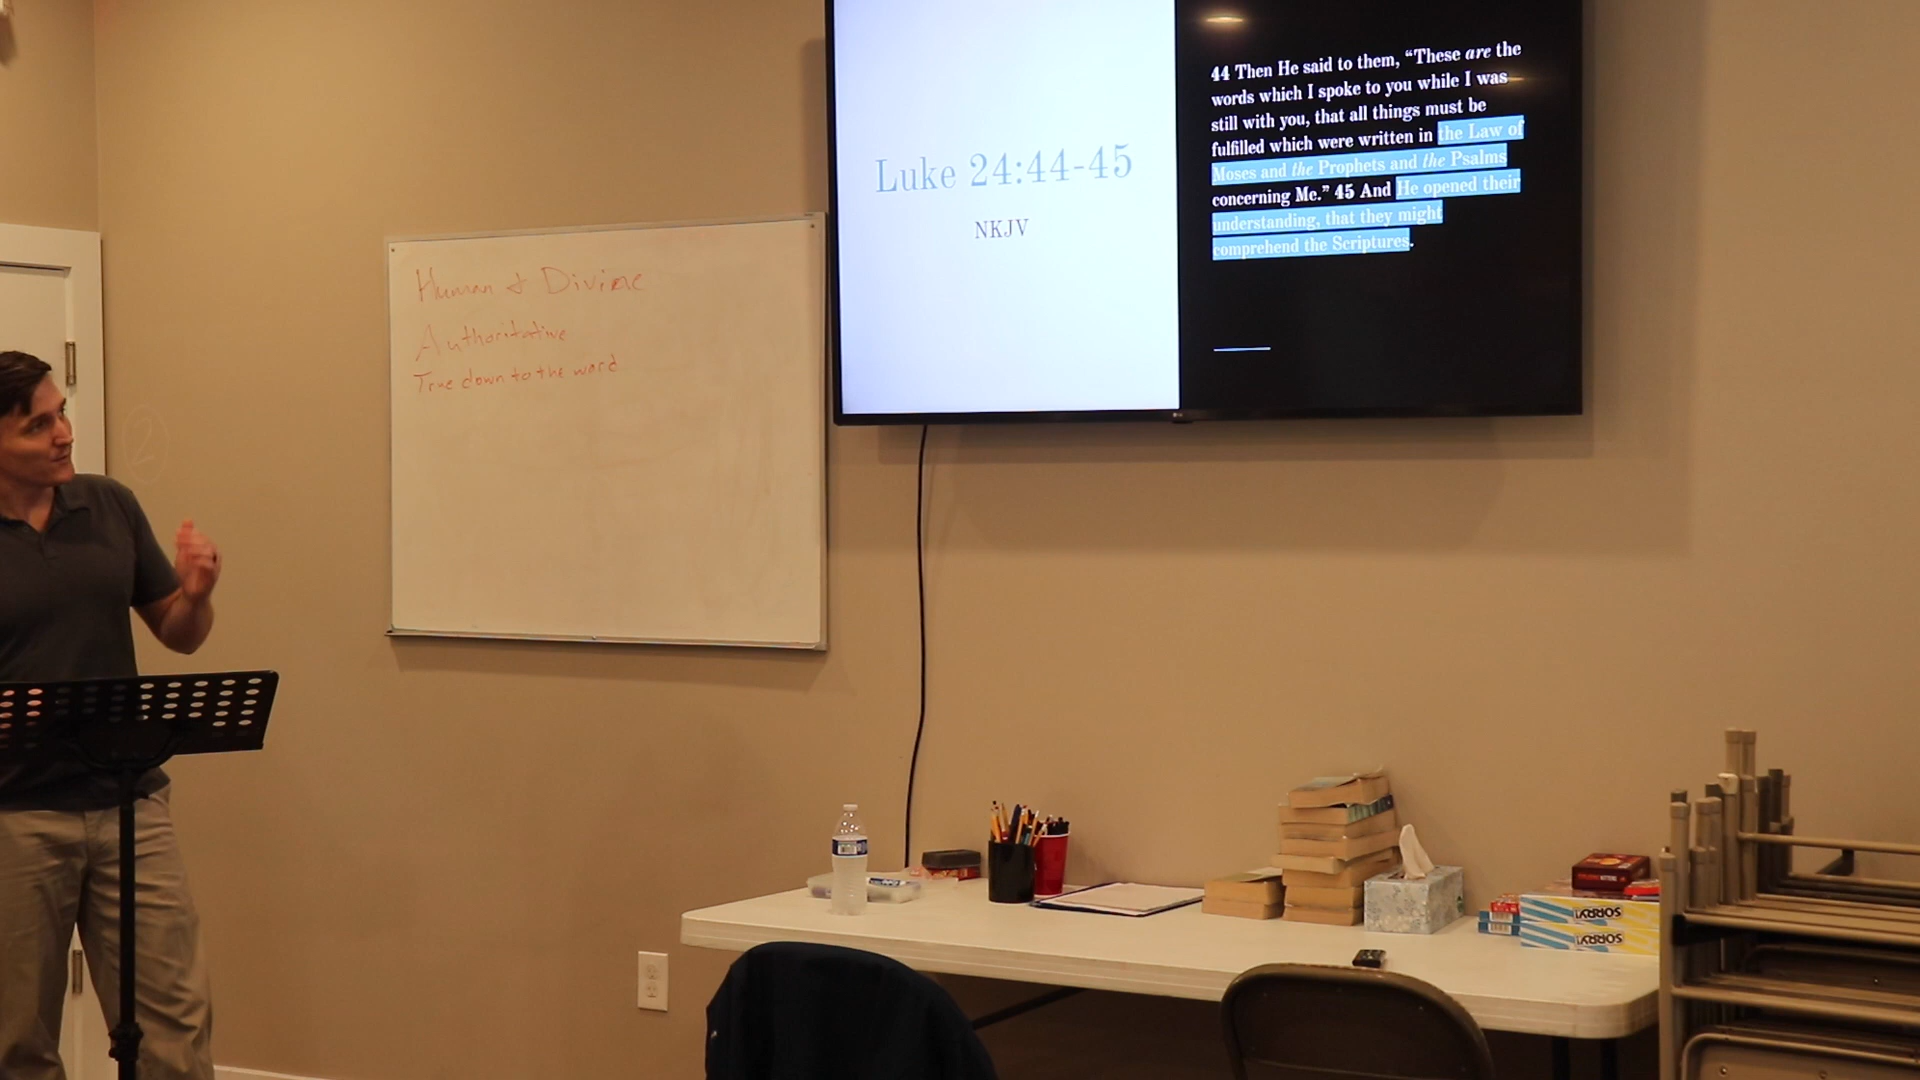 Human & Divine
Authoritative
True down to the word
Luke 24:44-45
NKJV
44 Then He said to them, “These are the
words which I spoke to you while I was
still with you, that all things must be
fulfilled which were written in the Law of
Moses and the Prophets and the Psalms
concerning Me.” 45 And He opened their
understanding, that they might
comprehend the Scriptures.
2
SORRY!
SORRY!